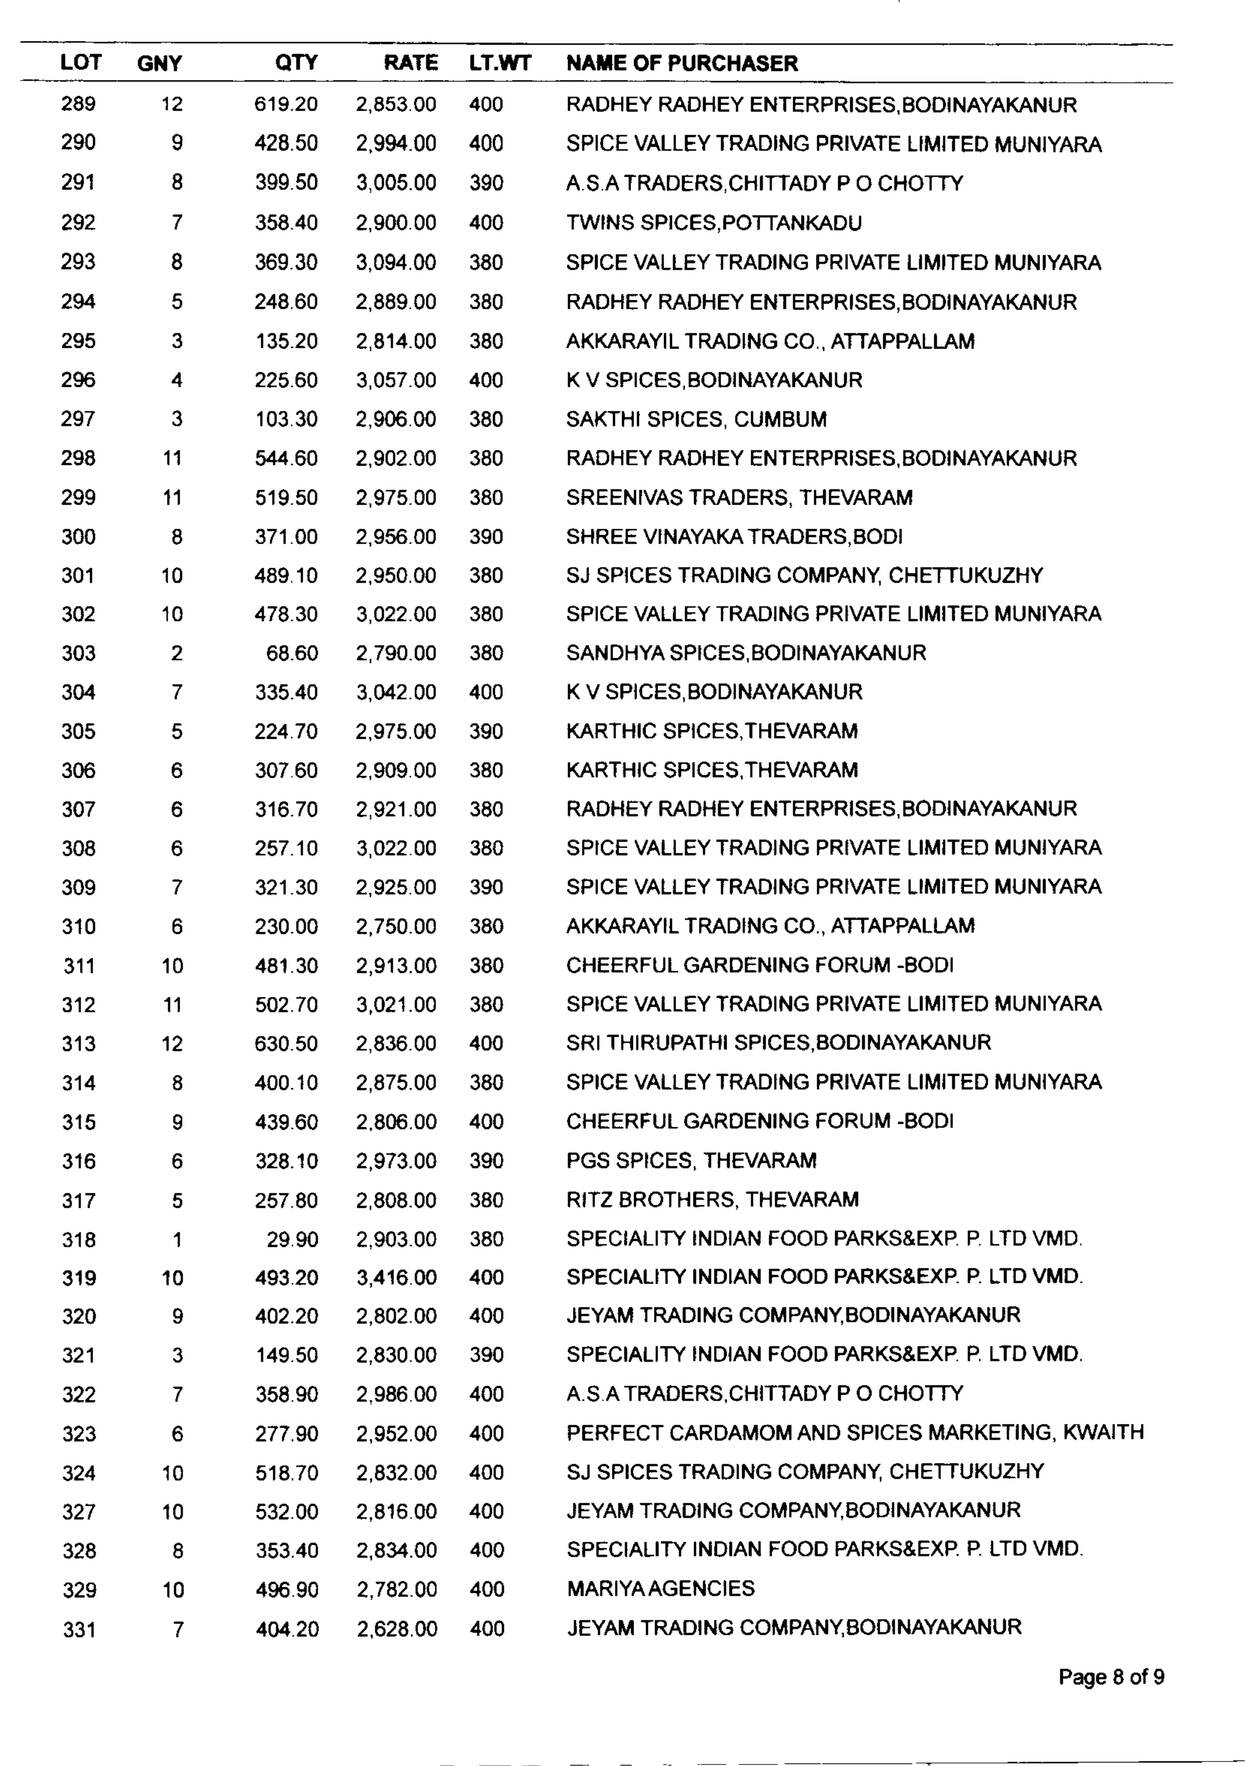 LOT GNY QTY RATE LT.WT NAME OF PURCHASER
289 12 619.20 2,853.00 400 RADHEY RADHEY ENTERPRISES,BODINAYAKANUR
290 9 428.50 2,994.00 400 SPICE VALLEY TRADING PRIVATE LIMITED MUNIYARA
291 8 399.50 3,005.00 390 A.S.A TRADERS,CHITTADY P O CHOTTY
292 7 358.40 2,900.00 400 TWINS SPICES,POTTANKADU
293 8 369.30 3,094.00 380 SPICE VALLEY TRADING PRIVATE LIMITED MUNIYARA
294 5 248.60 2,889.00 380 RADHEY RADHEY ENTERPRISES,BODINAYAKANUR
295 3 135.20 2,814.00 380 AKKARAYIL TRADING CO., ATTAPPALLAM
296 4 225.60 3,057.00 400 K V SPICES,BODINAYAKANUR
297 3 103.30 2,906.00 380 SAKTHI SPICES, CUMBUM
298 11 544.60 2,902.00 380 RADHEY RADHEY ENTERPRISES,BODINAYAKANUR
299 11 519.50 2,975.00 380 SREENIVAS TRADERS, THEVARAM
300 8 371.00 2,956.00 390 SHREE VINAYAKA TRADERS,BODI
301 10 489.10 2,950.00 380 SJ SPICES TRADING COMPANY, CHETTUKUZHY
302 10 478.30 3,022.00 380 SPICE VALLEY TRADING PRIVATE LIMITED MUNIYARA
303 2 68.60 2,790.00 380 SANDHYA SPICES,BODINAYAKANUR
304 7 335.40 3,042.00 400 K V SPICES,BODINAYAKANUR
305 5 224.70 2,975.00 390 KARTHIC SPICES,THEVARAM
306 6 307.60 2,909.00 380 KARTHIC SPICES,THEVARAM
307 6 316.70 2,921.00 380 RADHEY RADHEY ENTERPRISES,BODINAYAKANUR
308 6 257.10 3,022.00 380 SPICE VALLEY TRADING PRIVATE LIMITED MUNIYARA
309 7 321.30 2,925.00 390 SPICE VALLEY TRADING PRIVATE LIMITED MUNIYARA
310 6 230.00 2,750.00 380 AKKARAYIL TRADING CO., ATTAPPALLAM
311 10 481.30 2,913.00 380 CHEERFUL GARDENING FORUM -BODI
312 11 502.70 3,021.00 380 SPICE VALLEY TRADING PRIVATE LIMITED MUNIYARA
313 12 630.50 2,836.00 400 SRI THIRUPATHI SPICES,BODINAYAKANUR
314 8 400.10 2,875.00 380 SPICE VALLEY TRADING PRIVATE LIMITED MUNIYARA
315 9 439.60 2,806.00 400 CHEERFUL GARDENING FORUM -BODI
316 6 328.10 2,973.00 390 PGS SPICES, THEVARAM
317 5 257.80 2,808.00 380 RITZ BROTHERS, THEVARAM
318 1 29.90 2,903.00 380 SPECIALITY INDIAN FOOD PARKS&EXP. P. LTD VMD.
319 10 493.20 3,416.00 400 SPECIALITY INDIAN FOOD PARKS&EXP. P. LTD VMD.
320 9 402.20 2,802.00 400 JEYAM TRADING COMPANY,BODINAYAKANUR
321 3 149.50 2,830.00 390 SPECIALITY INDIAN FOOD PARKS&EXP. P. LTD VMD.
322 7 358.90 2,986.00 400 A.S.A TRADERS,CHITTADY P O CHOTTY
323 6 277.90 2,952.00 400 PERFECT CARDAMOM AND SPICES MARKETING, KWAITH
324 10 518.70 2,832.00 400 SJ SPICES TRADING COMPANY, CHETTUKUZHY
327 10 532.00 2,816.00 400 JEYAM TRADING COMPANY,BODINAYAKANUR
328 8 353.40 2,834.00 400 SPECIALITY INDIAN FOOD PARKS&EXP. P. LTD VMD.
329 10 496.90 2,782.00 400 MARIYA AGENCIES
331 7 404.20 2,628.00 400 JEYAM TRADING COMPANY,BODINAYAKANUR
Page 8 of 9